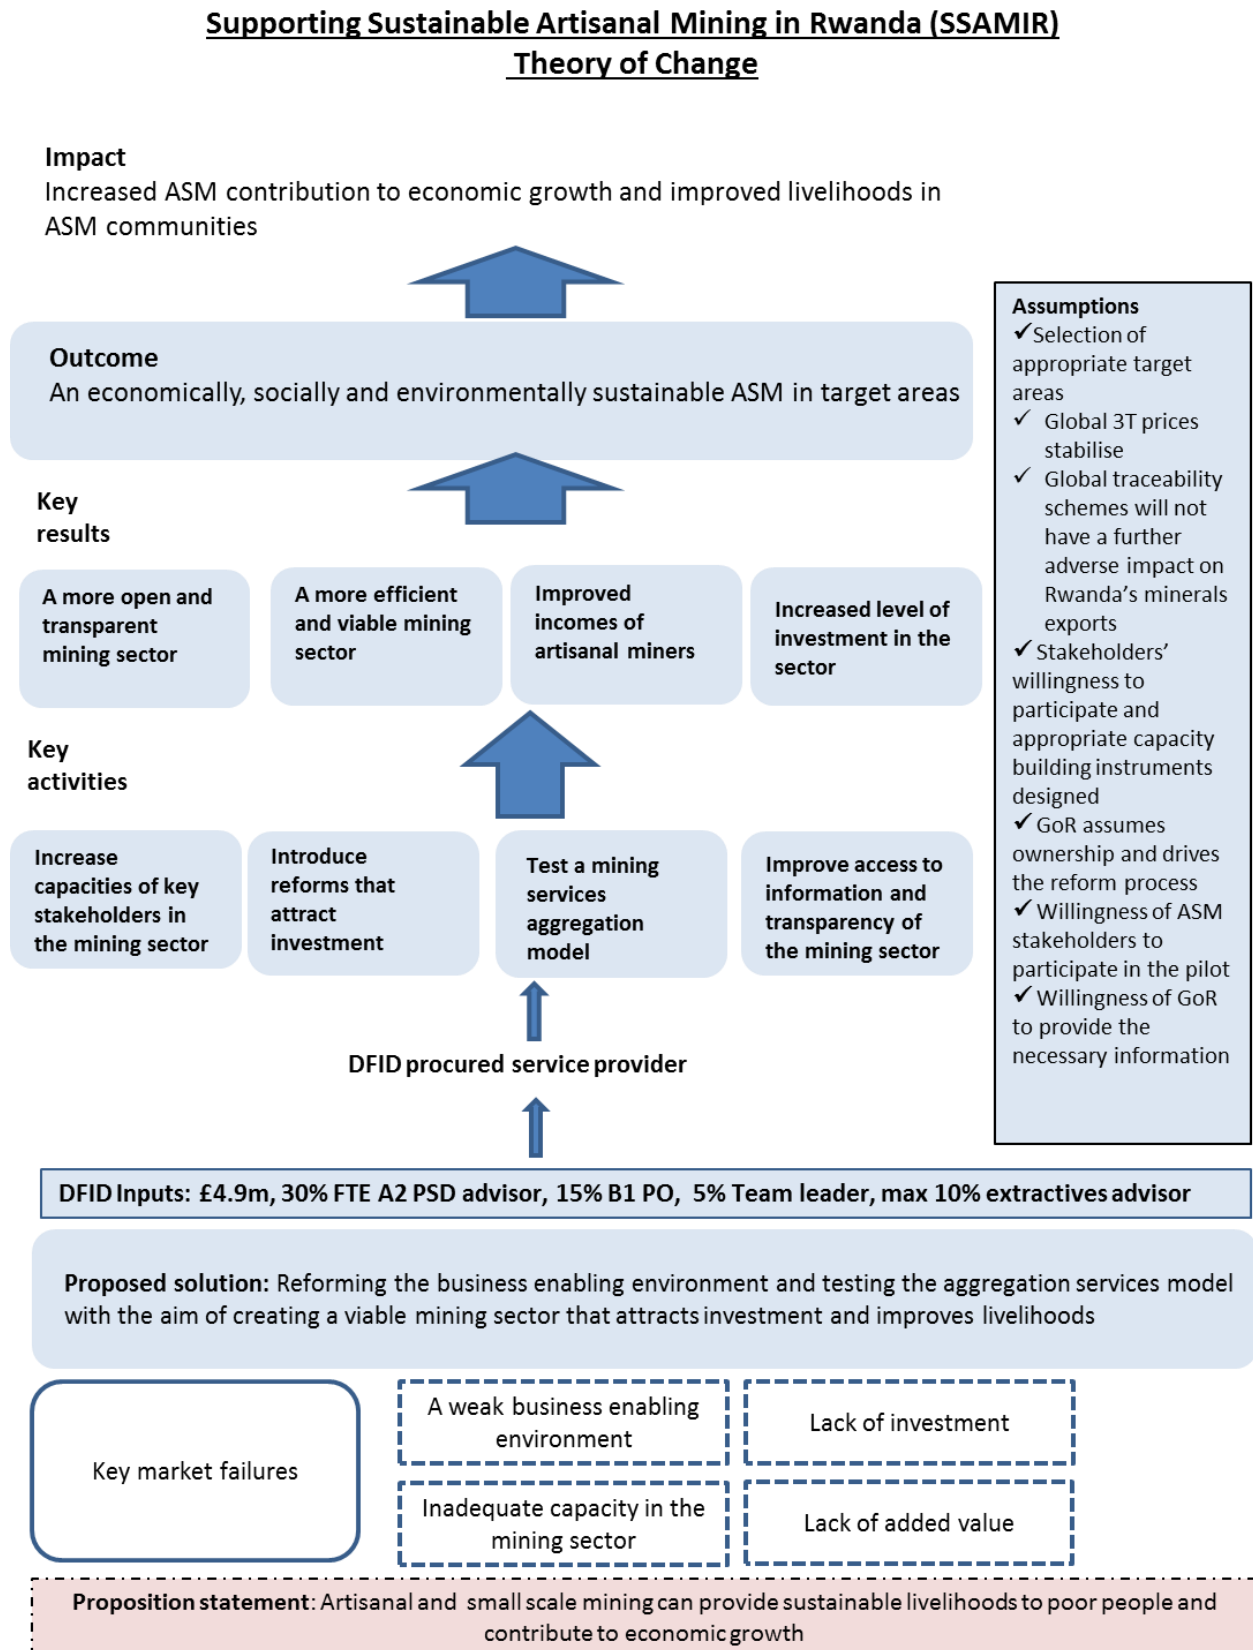 Supporting Sustainable Artisanal Mining in Rwanda (SSAMIR)
Theory of Change
Impact
Increased ASM contribution to economic growth and improved livelihoods in
ASM communities
Outcome
An economically, socially and environmentally sustainable ASM in target areas
Key
results
A more open and
transparent
mining sector
A more efficient
and viable mining
sector
Improved
incomes of
artisanal miners
Increased level of
investment in the
sector
Key
activities
Increase
capacities of key
stakeholders in
the mining sector
Introduce
reforms that
attract
investment
Test a mining
services
aggregation
model
Improve access to
information and
transparency of
the mining sector
DFID procured service provider
Assumptions
✓Selection of
appropriate target
areas
✓ Global 3T prices
stabilise
✓ Global traceability
schemes will not
have a further
adverse impact on
Rwanda’s minerals
exports
✓Stakeholders’
willingness to
participate and
appropriate capacity
building instruments
designed
✓GoR assumes
ownership and drives
the reform process
✓Willingness of ASM
stakeholders to
participate in the pilot
✓Willingness of GoR
to provide the
necessary information
DFID Inputs: £4.9m, 30% FTE A2 PSD advisor, 15% B1 PO, 5% Team leader, max 10% extractives advisor
Proposed solution: Reforming the business enabling environment and testing the aggregation services model
with the aim of creating a viable mining sector that attracts investment and improves livelihoods
Key market failures
A weak business enabling
environment
Lack of investment
Inadequate capacity in the
mining sector
Lack of added value
Proposition statement: Artisanal and small scale mining can provide sustainable livelihoods to poor people and
contribute to economic growth